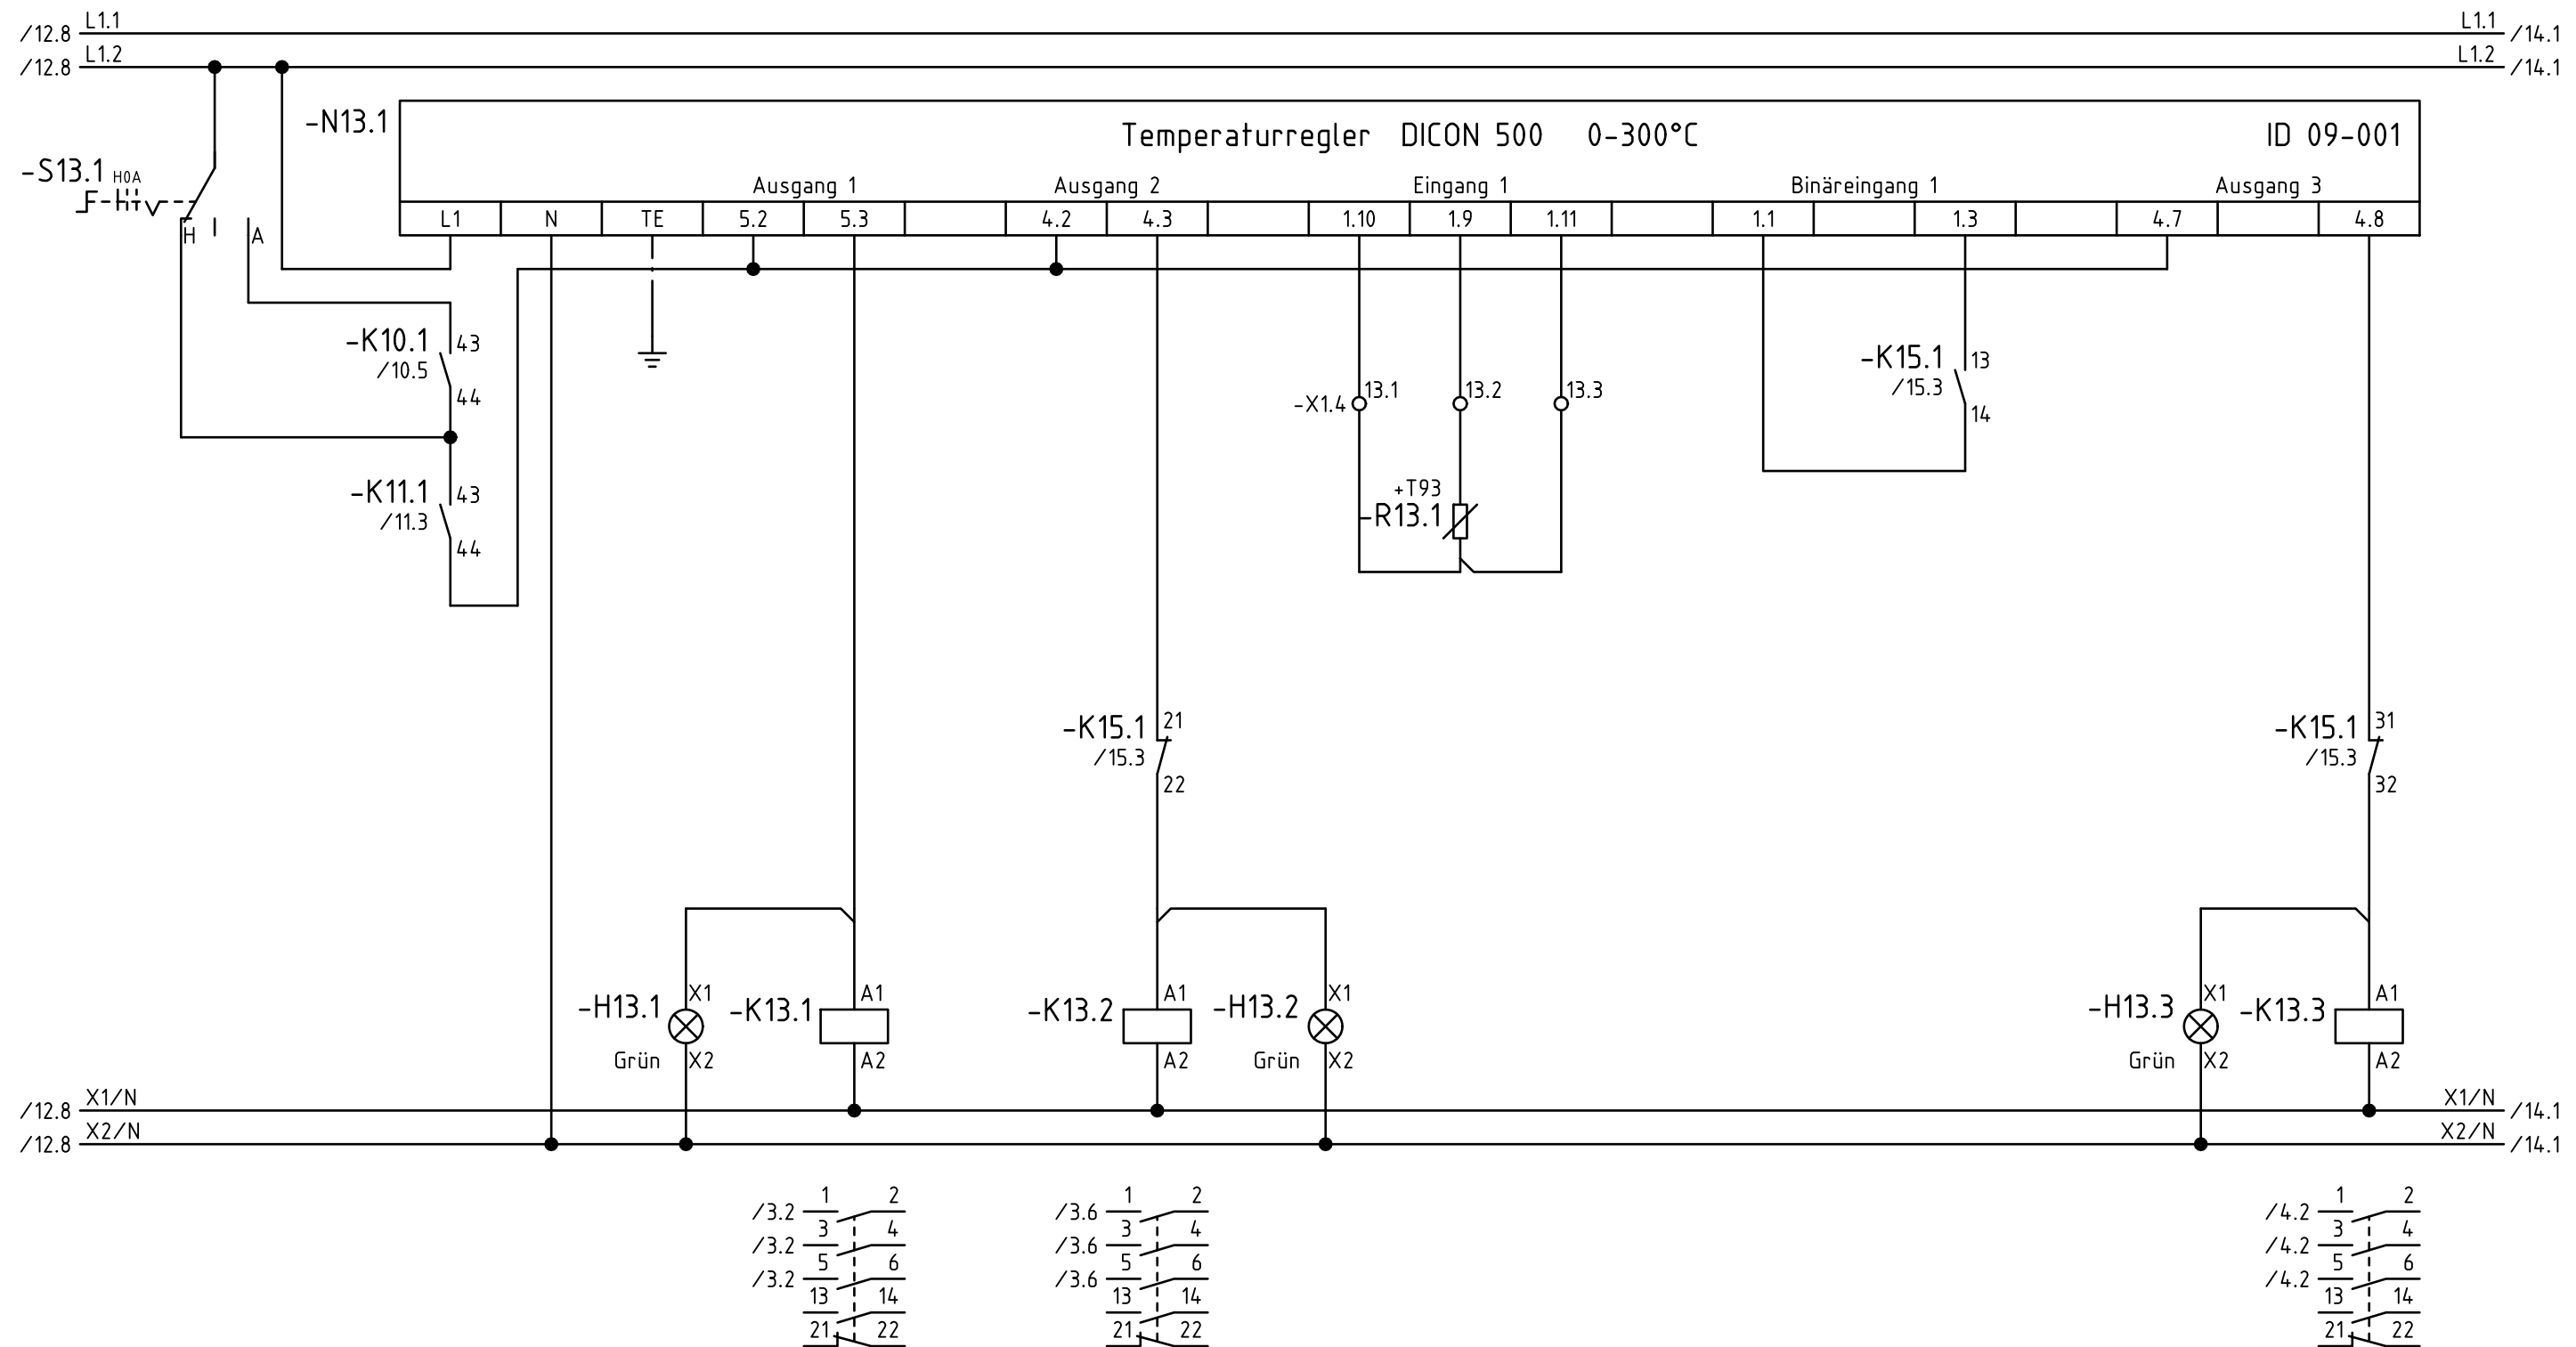 /12.8 L1.1 L1.1 /14.1
/12.8 L1.2 L1.2 /14.1
-N13.1
Temperaturregler DICON 500 0-300°C ID 09-001
-S13.1 H0A
Ausgang 1 Ausgang 2 Eingang 1 Binäreingang 1 Ausgang 3
L1 N TE 5.2 5.3 4.2 4.3 1.10 1.9 1.11 1.1 1.3 4.7 4.8
H A
-K10.1 43
/10.5
44
-K15.1 13
/15.3
14
-X1.4 13.1 13.2 13.3
-K11.1 43
/11.3
44
+T93
-R13.1
-K15.1 21
/15.3
22
-K15.1 31
/15.3
32
-H13.1 X1
Grün X2
-K13.1 A1
A2
-K13.2 A1
A2
-H13.2 X1
Grün X2
-H13.3 X1
Grün X2
-K13.3 A1
A2
/12.8 X1/N X1/N /14.1
/12.8 X2/N X2/N /14.1
/3.2 1 2 /3.6 1 2 /4.2 1 2
/3.2 3 4 /3.6 3 4 /4.2 3 4
/3.2 5 6 /3.6 5 6 /4.2 5 6
13 14 13 14 13 14
21 22 21 22 21 22